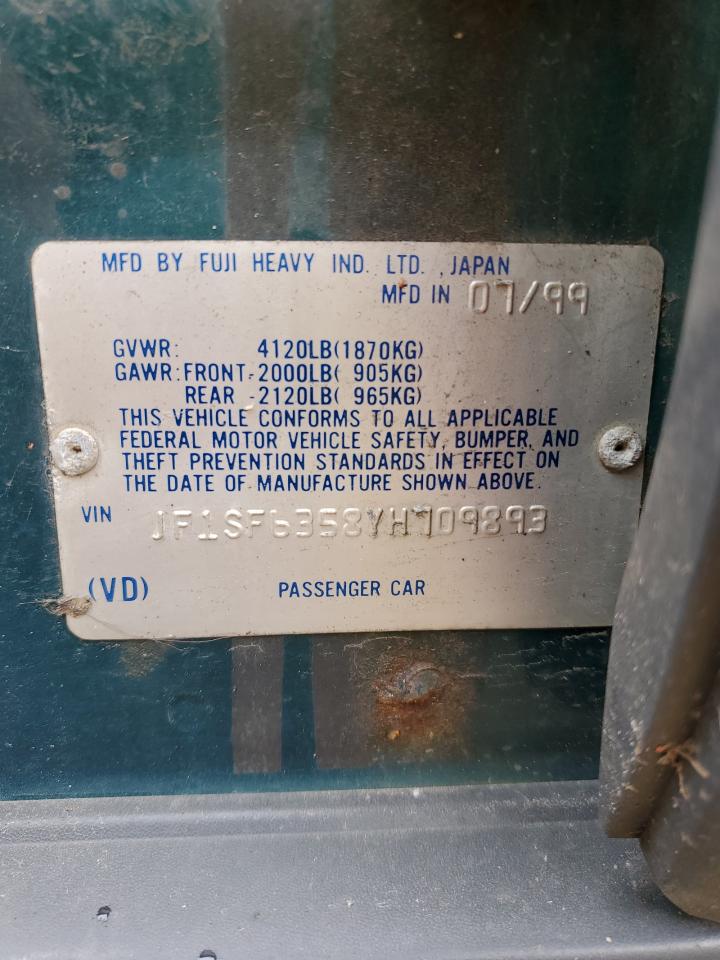 MFD BY FUJI HEAVY IND. LTD. ,JAPAN
MFD IN 07/99
GVWR: 4120LB(1870KG)
GAWR:FRONT-2000LB( 905KG)
REAR -2120LB( 965KG)
THIS VEHICLE CONFORMS TO ALL APPLICABLE
FEDERAL MOTOR VEHICLE SAFETY, BUMPER, AND
THEFT PREVENTION STANDARDS IN EFFECT ON
THE DATE OF MANUFACTURE SHOWN ABOVE.
VIN JF1SF6358YH709893
(VD) PASSENGER CAR